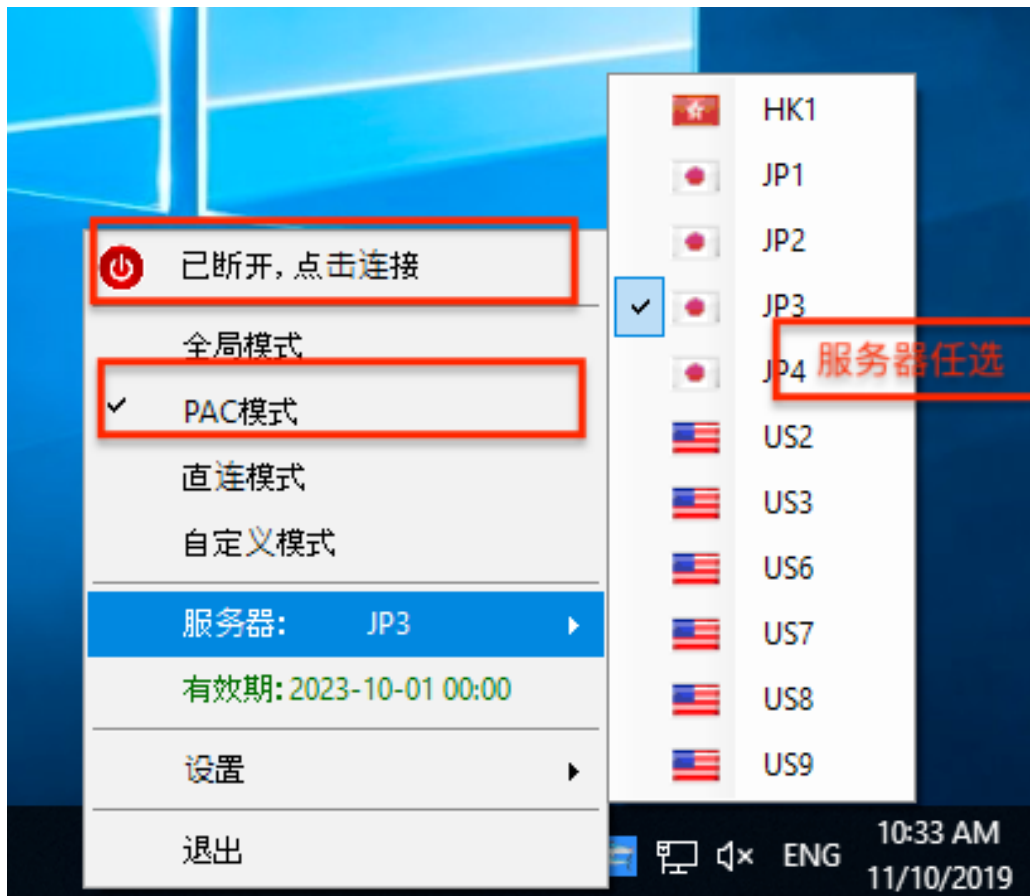 已断开, 点击连接
全局模式
PAC模式
直连模式
自定义模式
服务器: JP3
有效期: 2023-10-01 00:00
设置
退出
HK1
JP1
JP2
JP3
JP4
服务器任选
US2
US3
US6
US7
US8
US9
ENG
10:33 AM
11/10/2019